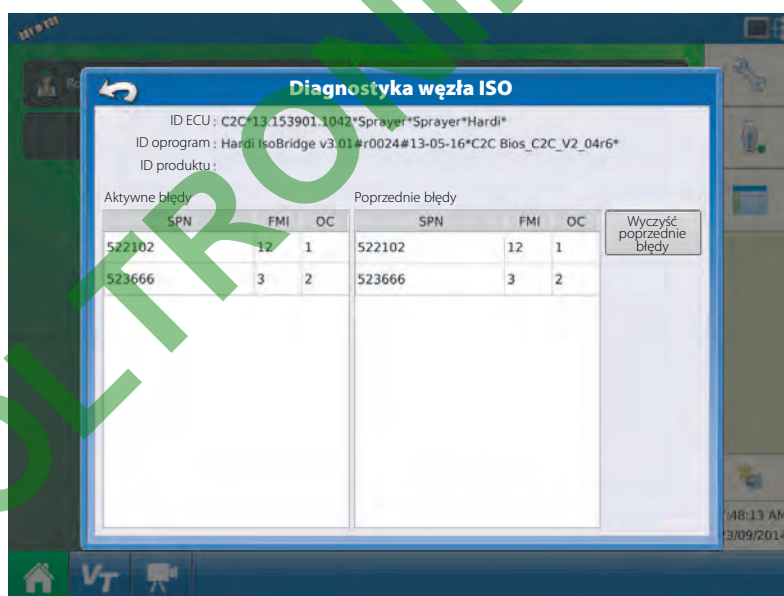 Diagnostyka węzła ISO
ID ECU : C2C*13.153901.1042*Sprayer*Sprayer*Hardi*
ID oprogram : Hardi IsoBridge v3.01#r0024#13-05-16*C2C Bios_C2C_V2_04r6*
ID produktu :
Aktywne błędy Poprzednie błędy
SPN FMI OC SPN FMI OC
Wyczyść
poprzednie
błędy
522102 12 1 522102 12 1
523666 3 2 523666 3 2
:48:13 AM
3/09/2014
VT